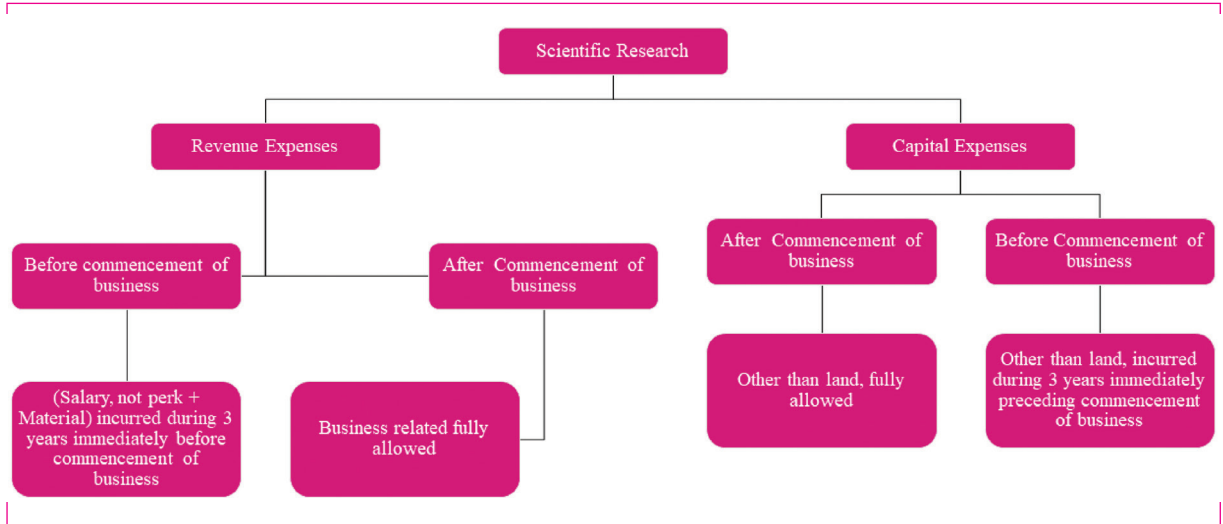 Scientific Research
Revenue Expenses
Capital Expenses
Before commencement of
business
After Commencement of
business
After Commencement of
business
Before Commencement of
business
(Salary, not perk +
Material) incurred during 3
years immediately before
commencement of
business
Business related fully
allowed
Other than land, fully
allowed
Other than land, incurred
during 3 years immediately
preceding commencement
of business